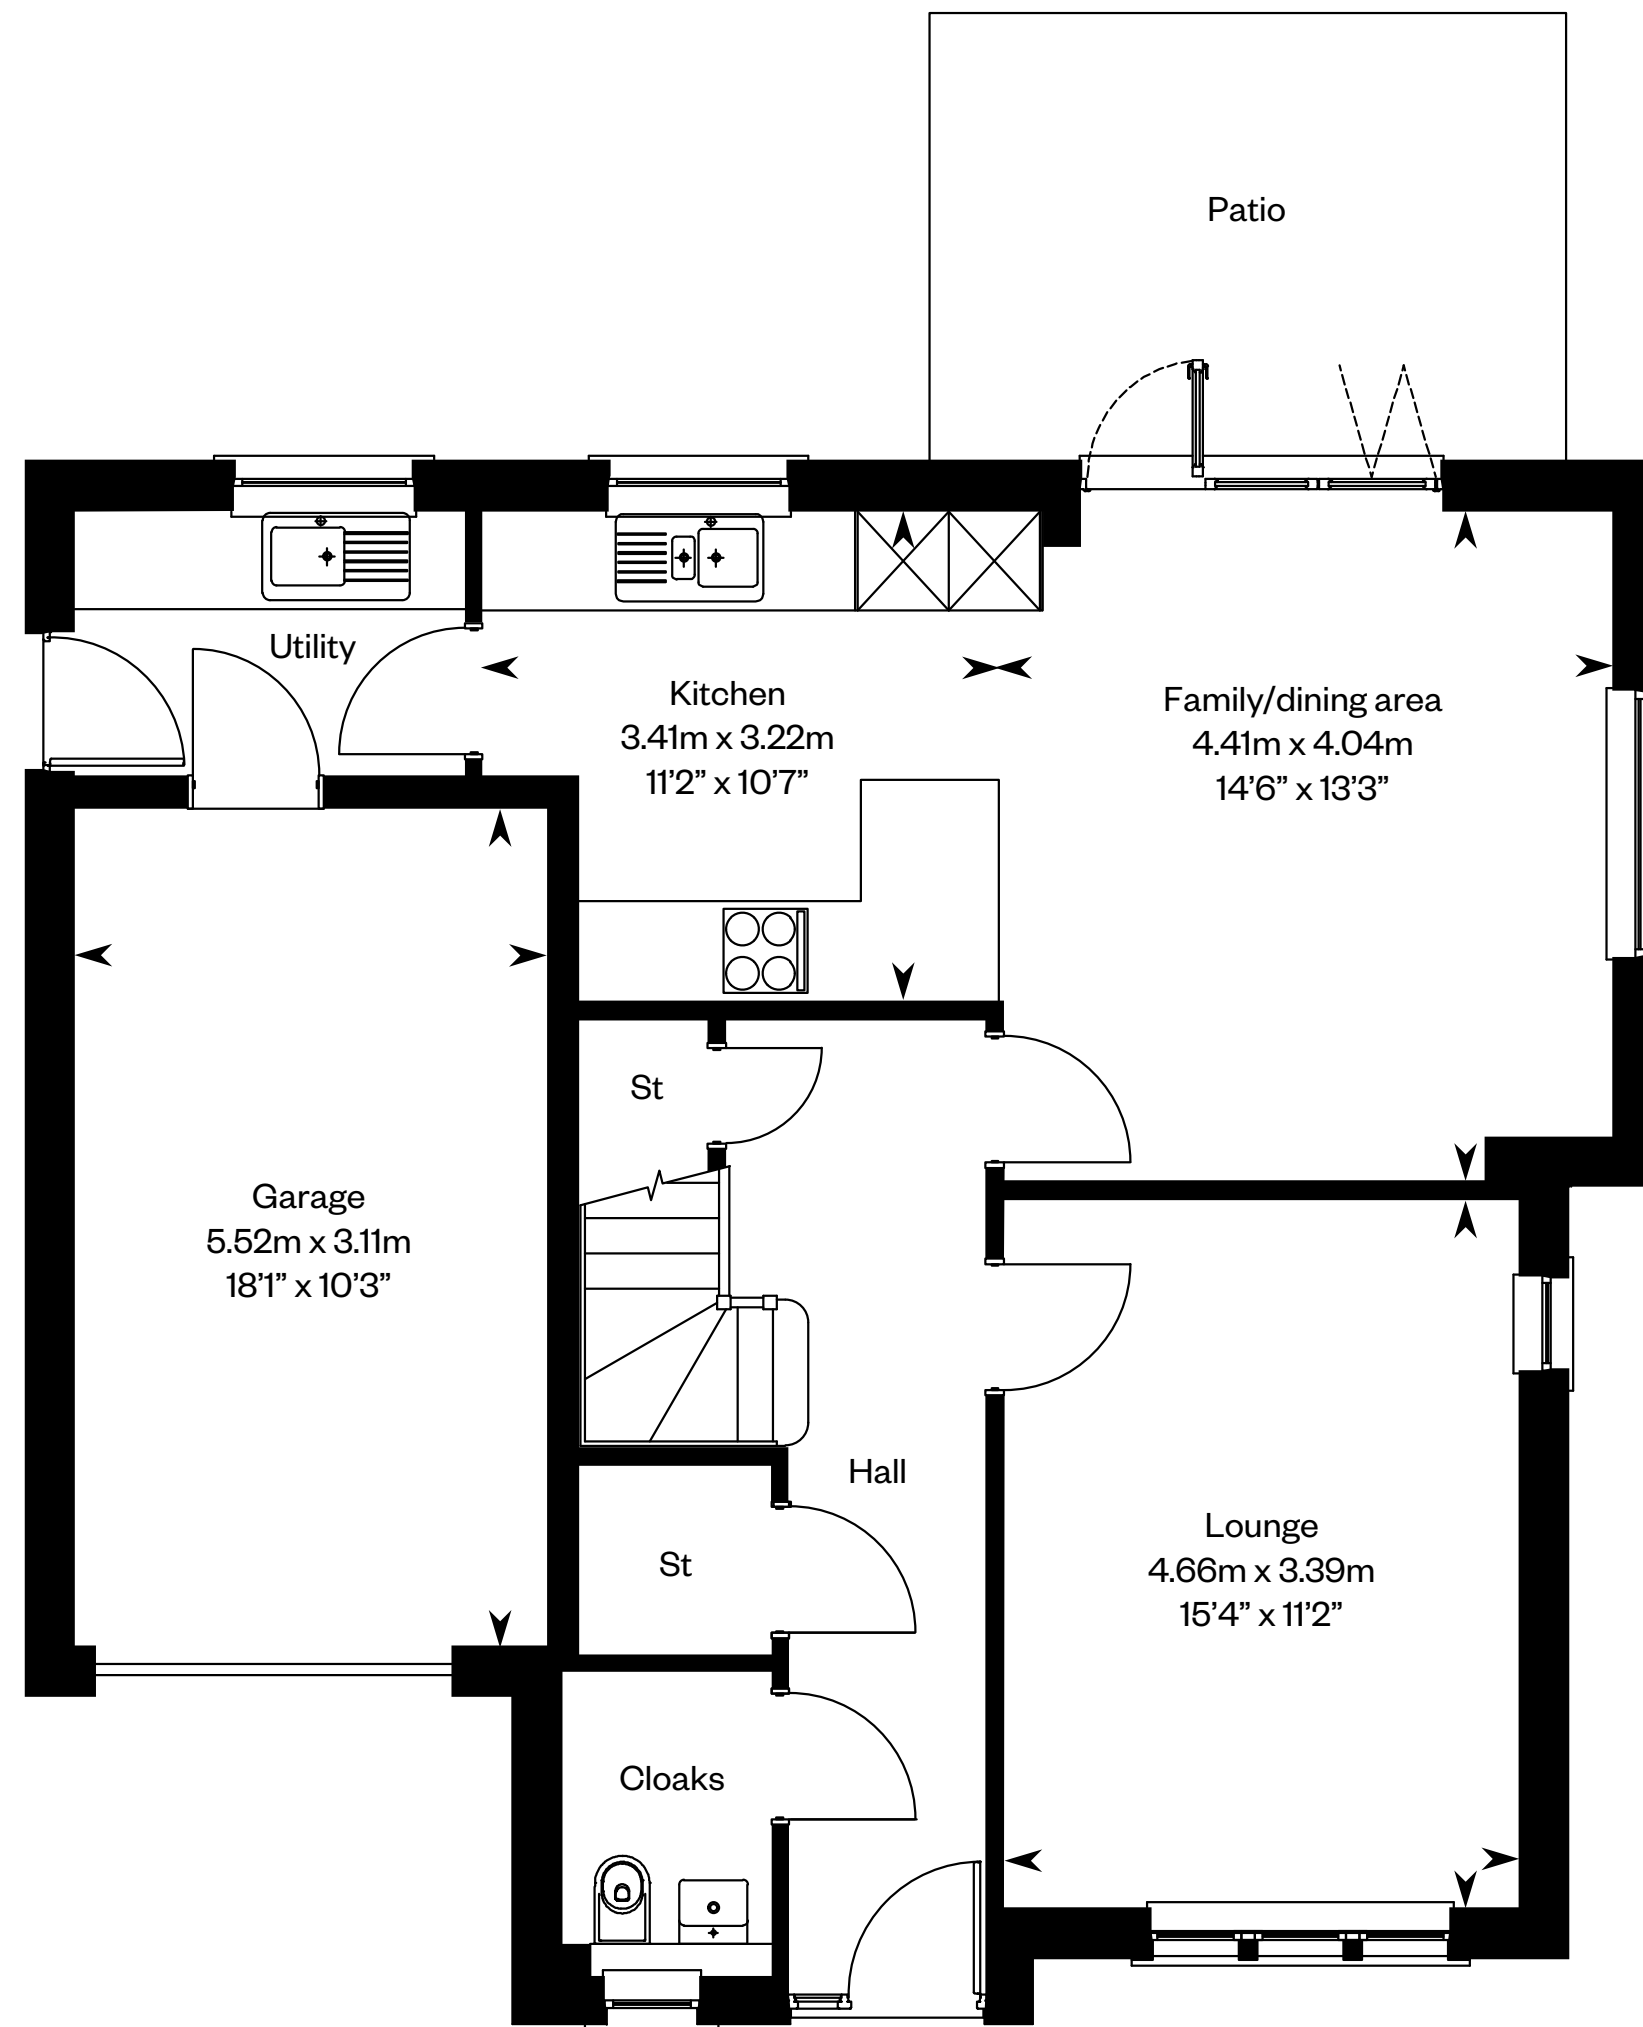 Patio
Utility
Kitchen
3.41m x 3.22m
11’2” x 10’7”
Family/dining area
4.41m x 4.04m
14’6” x 13’3”
St
Garage
5.52m x 3.11m
18’1” x 10’3”
Hall
St
Lounge
4.66m x 3.39m
15’4” x 11’2”
Cloaks